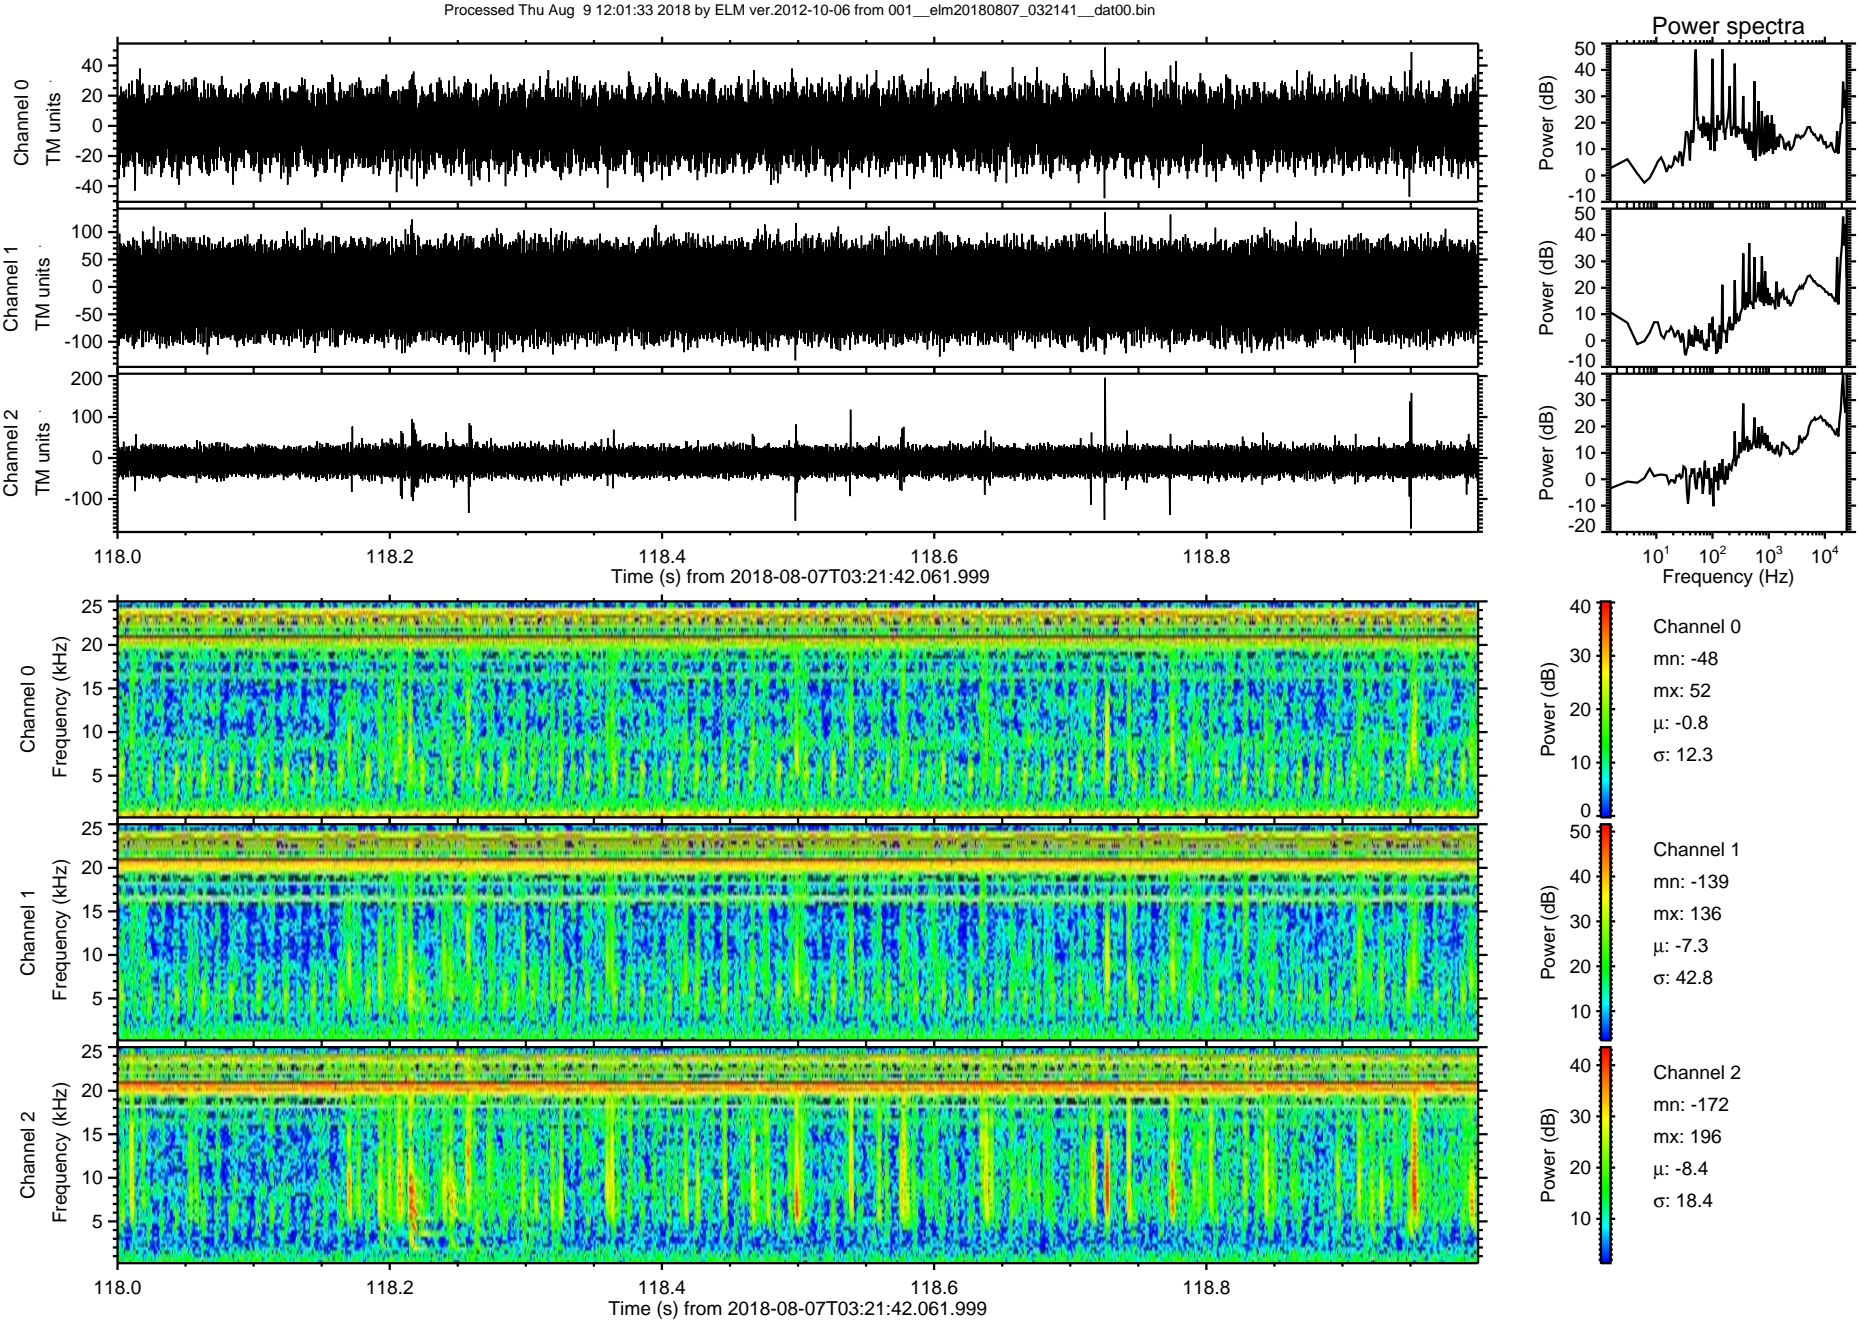 Processed Thu Aug  9 12:01:33 2018 by ELM ver.2012-10-06 from 001__elm20180807_032141__dat00.bin
Power spectra
Channel 0
TM units
40
20
0
-20
-40
Power (dB)
50
40
30
20
10
0
-10
Channel 1
TM units
100
50
0
-50
-100
Power (dB)
50
40
30
20
10
0
-10
Channel 2
TM units
200
100
0
-100
Power (dB)
40
30
20
10
0
-10
-20
118.0 118.2 118.4 118.6 118.8
Time (s) from 2018-08-07T03:21:42.061.999
10¹ 10² 10³ 10⁴
Frequency (Hz)
Channel 0
Frequency (kHz)
25
20
15
10
5
Power (dB)
40
30
20
10
0
Channel 0
mn: -48
mx: 52
μ: -0.8
σ: 12.3
Channel 1
Frequency (kHz)
25
20
15
10
5
Power (dB)
50
40
30
20
10
Channel 1
mn: -139
mx: 136
μ: -7.3
σ: 42.8
Channel 2
Frequency (kHz)
25
20
15
10
5
Power (dB)
40
30
20
10
Channel 2
mn: -172
mx: 196
μ: -8.4
σ: 18.4
118.0 118.2 118.4 118.6 118.8
Time (s) from 2018-08-07T03:21:42.061.999